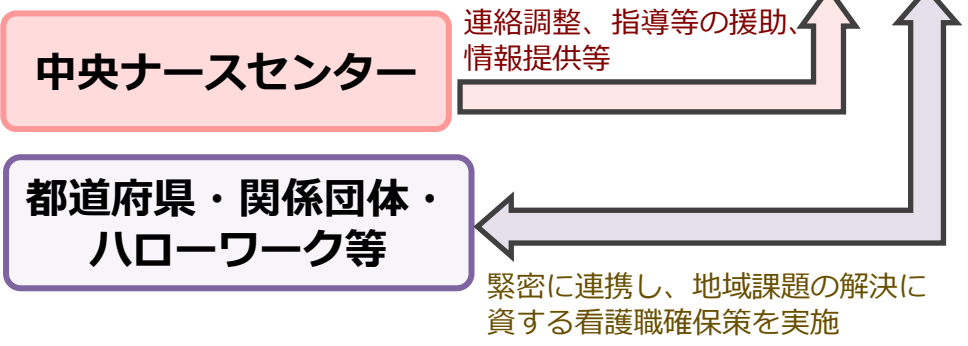 連絡調整、指導等の援助、
情報提供等
中央ナースセンター
都道府県・関係団体・
ハローワーク等
緊密に連携し、地域課題の解決に
資する看護職確保策を実施